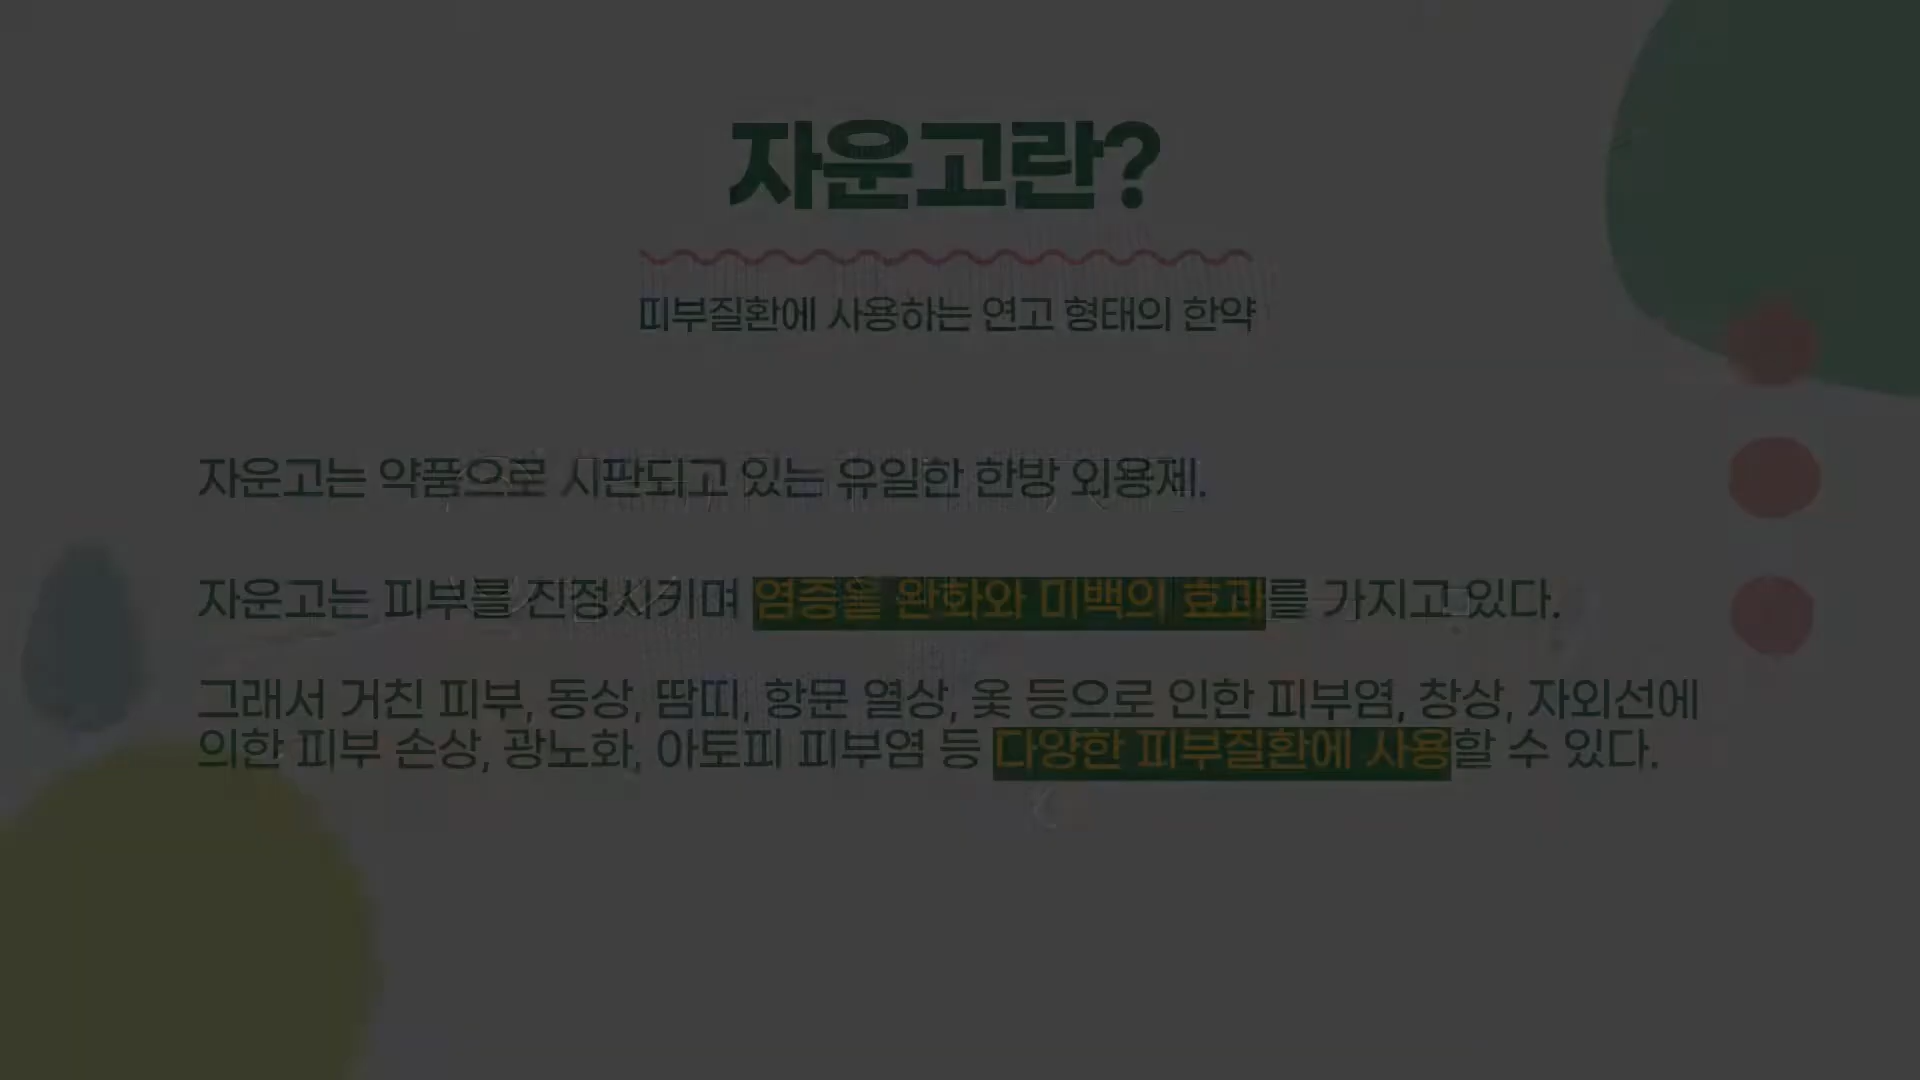 자운고란?
피부질환에 사용하는 연고 형태의 한약
자운고는 약품으로 시판되고 있는 유일한 한방 외용제.
자운고는 피부를 진정시키며 염증을 완화와 미백의 효과를 가지고 있다.
그래서 거친 피부, 동상, 땀띠, 항문 열상, 옻 등으로 인한 피부염, 창상, 자외선에
의한 피부 손상, 광노화, 아토피 피부염 등 다양한 피부질환에 사용할 수 있다.